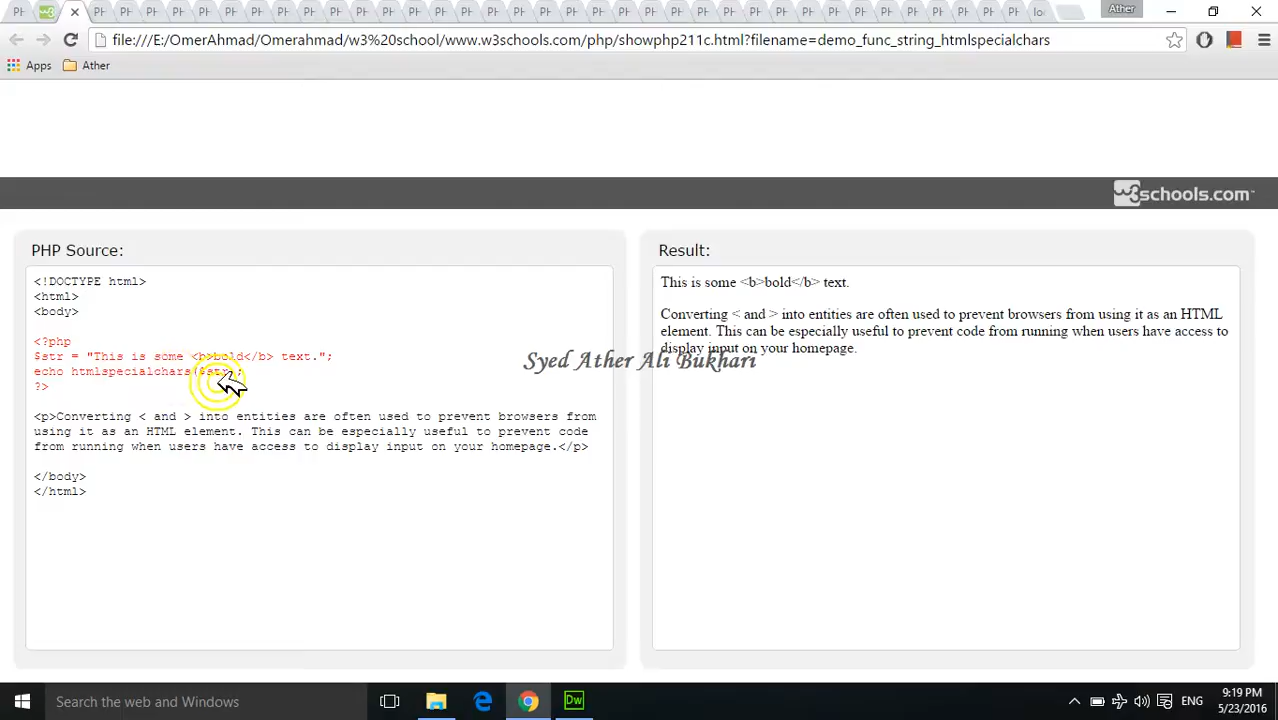 Ather
file:///E:/OmerAhmad/Omerahmad/w3%20school/www.w3schools.com/php/showphp211c.html?filename=demo_func_string_htmlspecialchars
Apps Ather
w3schools.com
PHP Source:
<!DOCTYPE html>
<html>
<body>
<?php
$str = "This is some <b>bold</b> text.";
echo htmlspecialchars($str);
?>
<p>Converting < and > into entities are often used to prevent browsers from
using it as an HTML element. This can be especially useful to prevent code
from running when users have access to display input on your homepage.</p>
</body>
</html>
Result:
This is some <b>bold</b> text.
Converting < and > into entities are often used to prevent browsers from using it as an HTML
element. This can be especially useful to prevent code from running when users have access to
display input on your homepage.
Syed Ather Ali Bukhari
Search the web and Windows
Dw
ENG
9:19 PM
5/23/2016